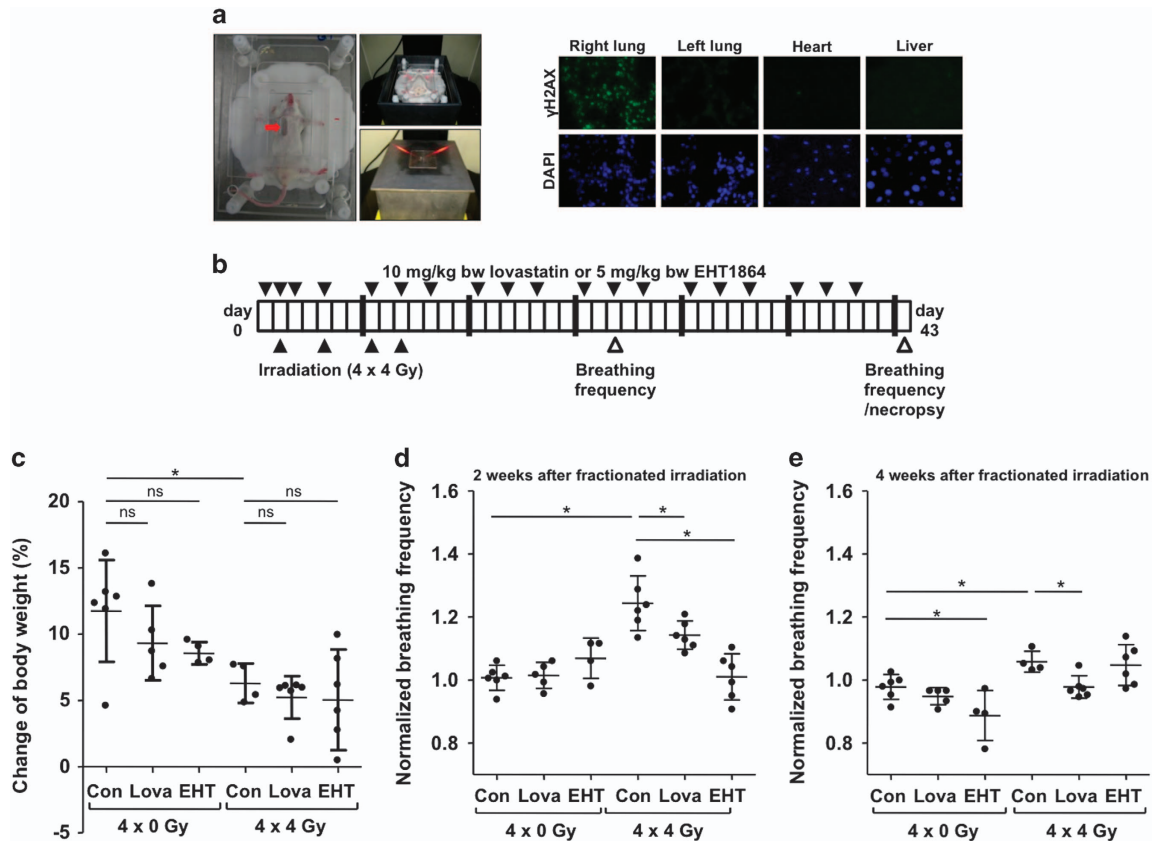 a
Right lung
Left lung
Heart
Liver
γH2AX
DAPI
b
10 mg/kg bw lovastatin or 5 mg/kg bw EHT1864
day
0
day
43
Irradiation (4 x 4 Gy)
Breathing
frequency
Breathing
frequency
/necropsy
c
Change of body weight (%)
20
15
10
5
0
-5
*
ns
ns
ns
ns
Con Lova EHT
Con Lova EHT
4 x 0 Gy
4 x 4 Gy
d
2 weeks after fractionated irradiation
Normalized breathing frequency
1.6
1.4
1.2
1.0
0.8
*
*
*
Con Lova EHT
Con Lova EHT
4 x 0 Gy
4 x 4 Gy
e
4 weeks after fractionated irradiation
Normalized breathing frequency
1.6
1.4
1.2
1.0
0.8
*
*
*
Con Lova EHT
Con Lova EHT
4 x 0 Gy
4 x 4 Gy